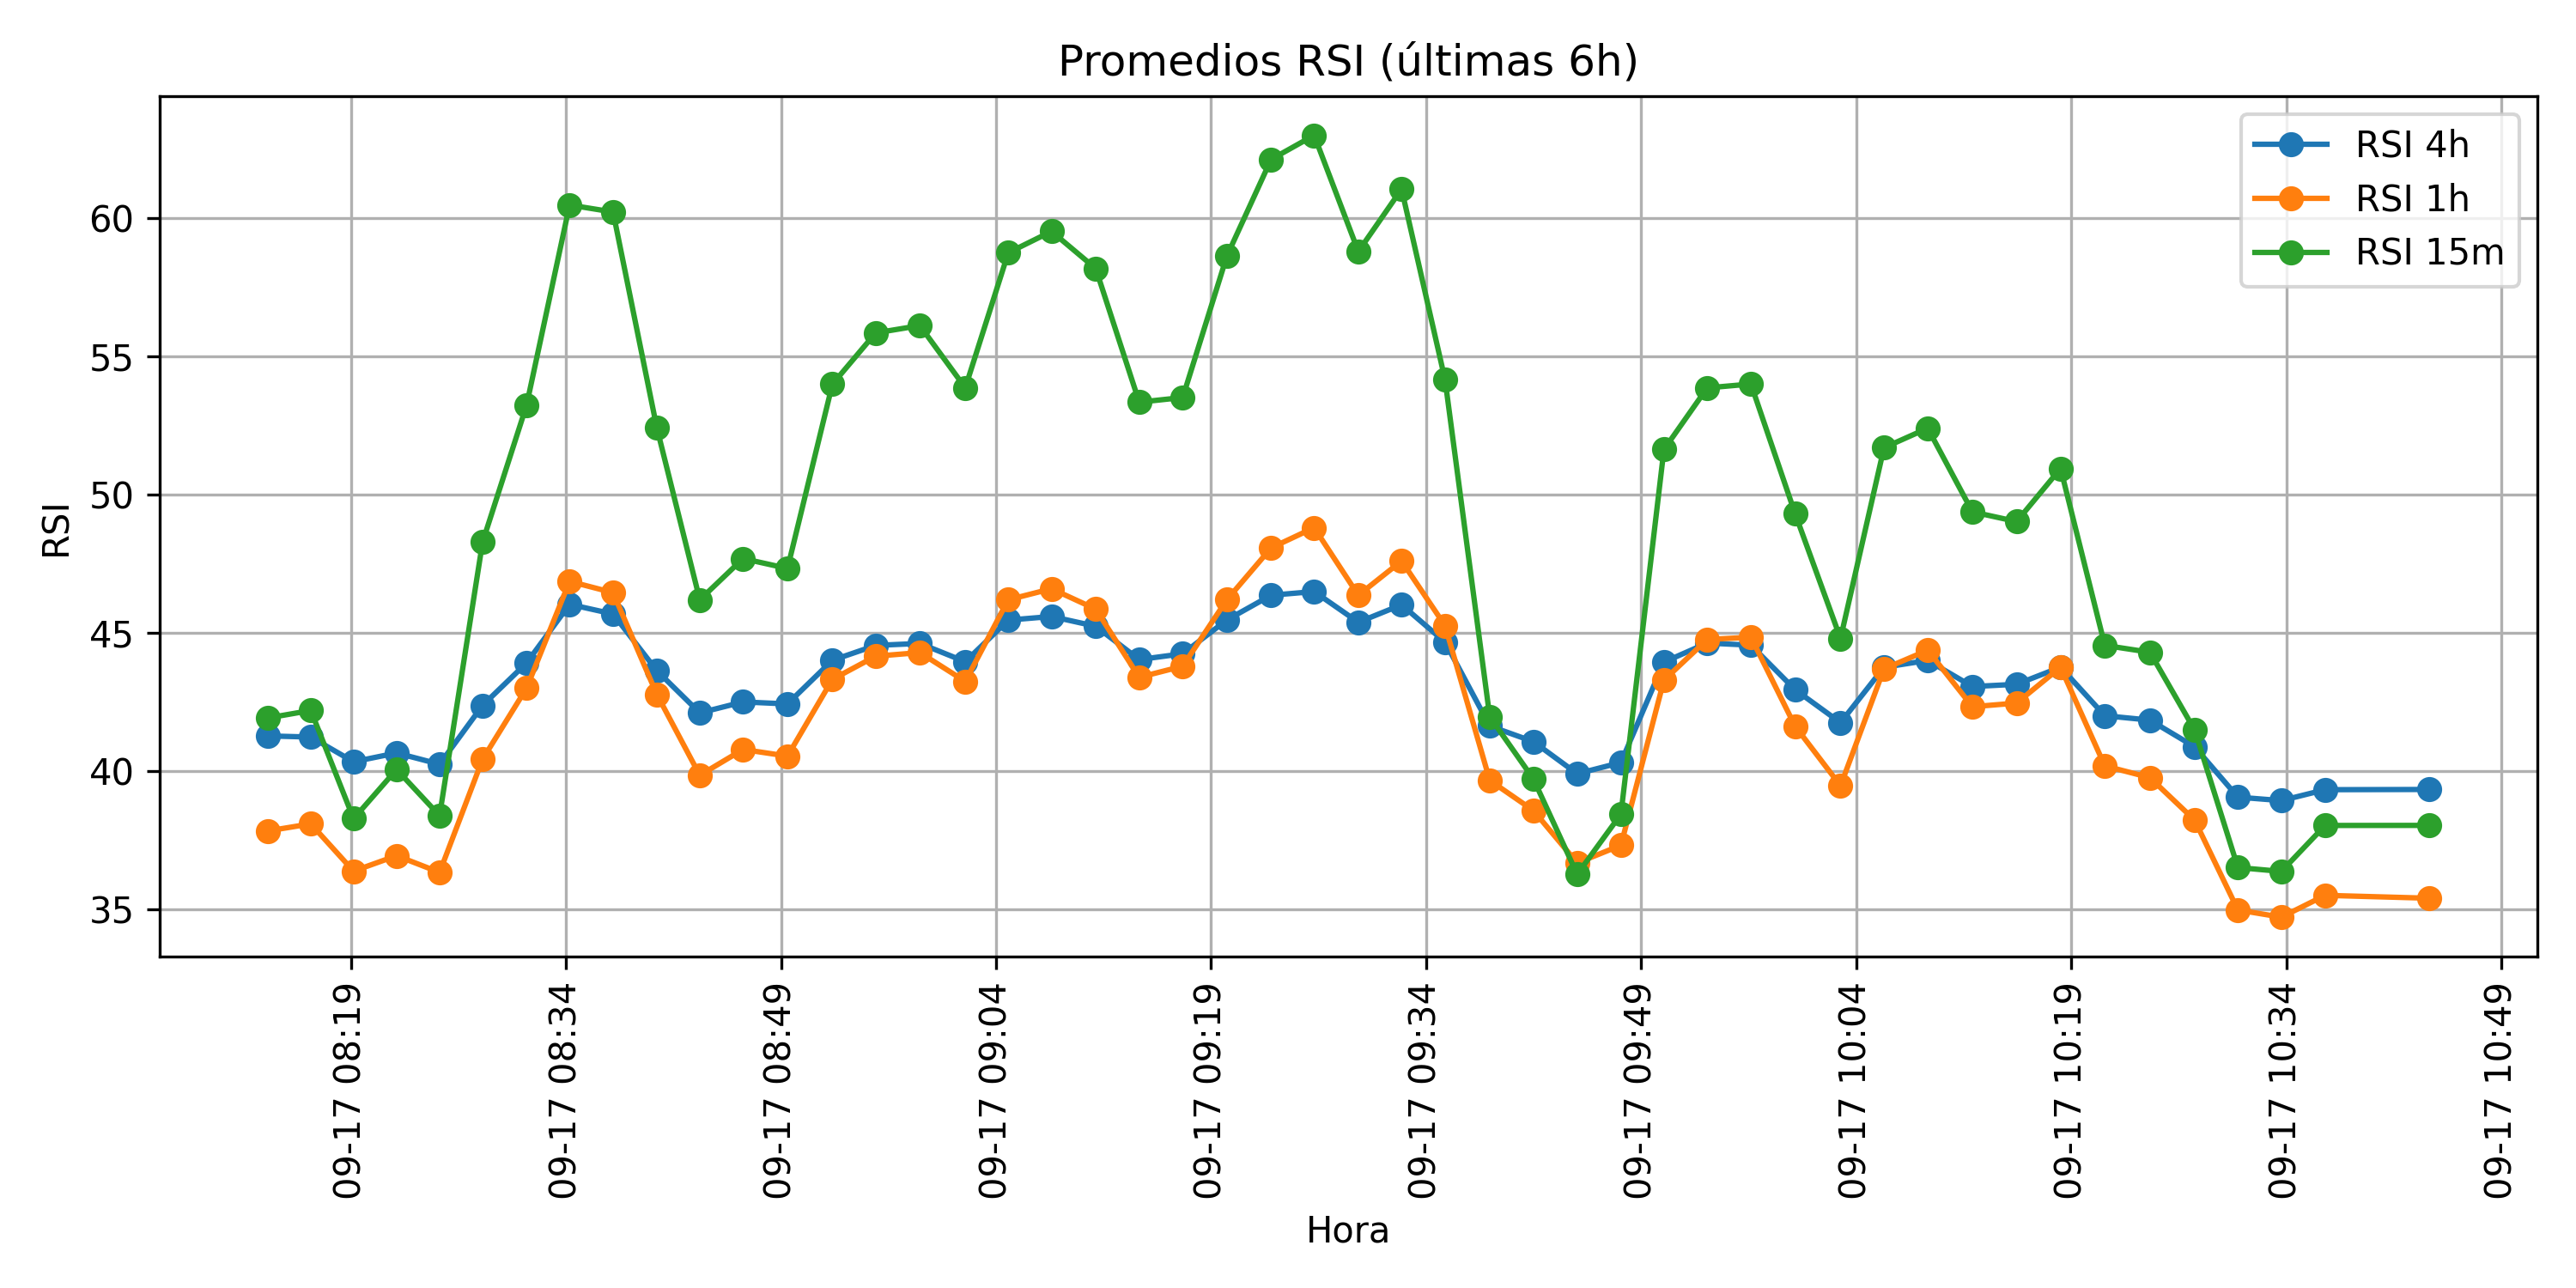 Promedios RSI (últimas 6h)
RSI 4h
RSI 1h
RSI 15m
RSI
60
55
50
45
40
35
09-17 08:19
09-17 08:34
09-17 08:49
09-17 09:04
09-17 09:19
09-17 09:34
09-17 09:49
09-17 10:04
09-17 10:19
09-17 10:34
09-17 10:49
Hora